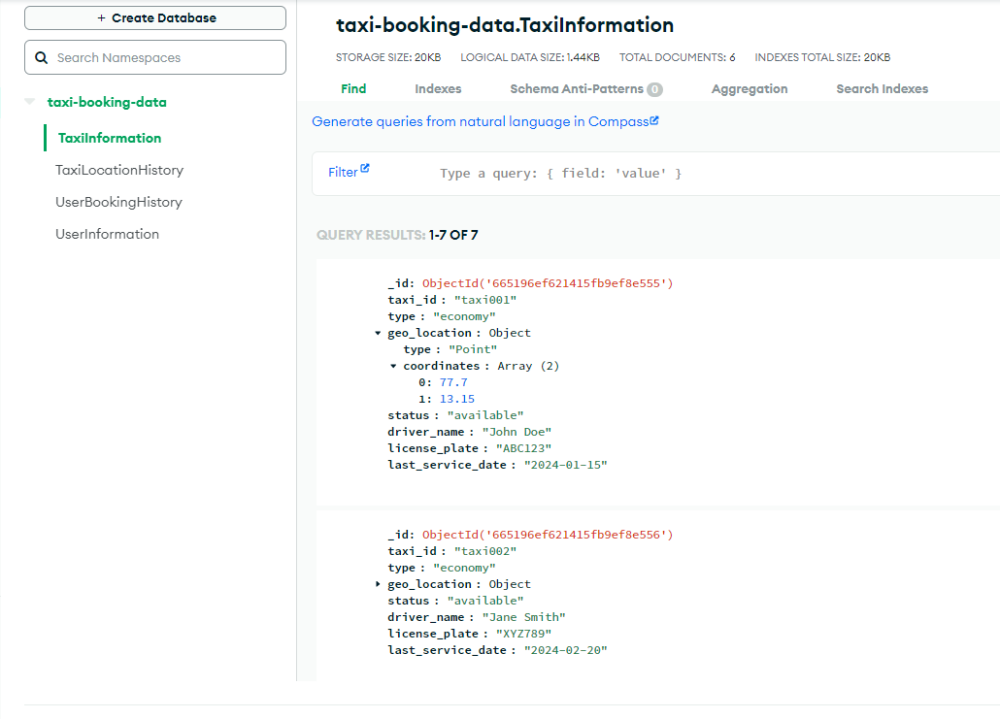 + Create Database
Search Namespaces
taxi-booking-data
TaxiInformation
TaxiLocationHistory
UserBookingHistory
UserInformation
taxi-booking-data.TaxiInformation
STORAGE SIZE: 20KB LOGICAL DATA SIZE: 1.44KB TOTAL DOCUMENTS: 6 INDEXES TOTAL SIZE: 20KB
Find Indexes Schema Anti-Patterns 0 Aggregation Search Indexes
Generate queries from natural language in Compass
Filter Type a query: { field: 'value' }
QUERY RESULTS: 1-7 OF 7
_id: ObjectId('665196ef621415fb9ef8e555')
taxi_id : "taxi001"
type : "economy"
geo_location : Object
type : "Point"
coordinates : Array (2)
0: 77.7
1: 13.15
status : "available"
driver_name : "John Doe"
license_plate : "ABC123"
last_service_date : "2024-01-15"
_id: ObjectId('665196ef621415fb9ef8e556')
taxi_id : "taxi002"
type : "economy"
geo_location : Object
status : "available"
driver_name : "Jane Smith"
license_plate : "XYZ789"
last_service_date : "2024-02-20"